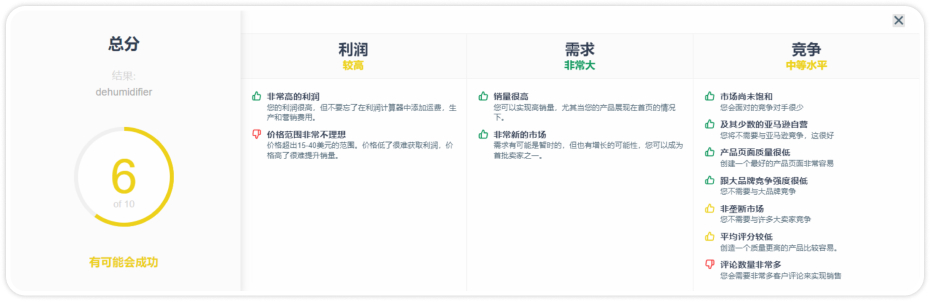 总分
结果:
dehumidifier
6
of 10
有可能会成功
利润
较高
非常高的利润
您的利润很高，但不要忘了在利润计算器中添加运费，生
产和营销费用。
价格范围非常不理想
价格超出15-40美元的范围。价格低了很难获取利润，价
格高了很难提升销量。
需求
非常大
销量很高
您可以实现高销量，尤其当您的产品展现在首页的情况
下。
非常新的市场
需求有可能是暂时的，但也有增长的可能性，您可以成为
首批卖家之一。
竞争
中等水平
市场尚未饱和
您会面对的竞争对手很少
及其少数的亚马逊自营
您将不需要与亚马逊竞争，这很好
产品页面质量很低
创建一个最好的产品页面非常容易
跟大品牌竞争强度很低
您不需要与大品牌竞争
非垄断市场
您不需要与许多大卖家竞争
平均评分较低
创造一个质量更高的产品比较容易。
评论数量非常多
您会需要非常多客户评论来实现销售